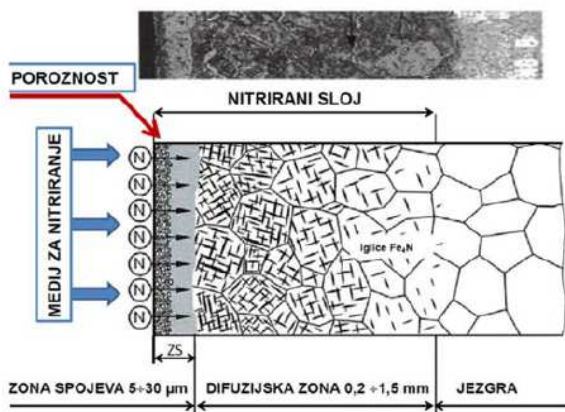 POROZNOST
NITRIRANI SLOJ
MEDIJ ZA NITRIRANJE
N
N
N
N
N
N
N
Iglice Fe₄N
ZS
ZONA SPOJEVA 5÷30 µm
DIFUZIJSKA ZONA 0,2 ÷1,5 mm
JEZGRA